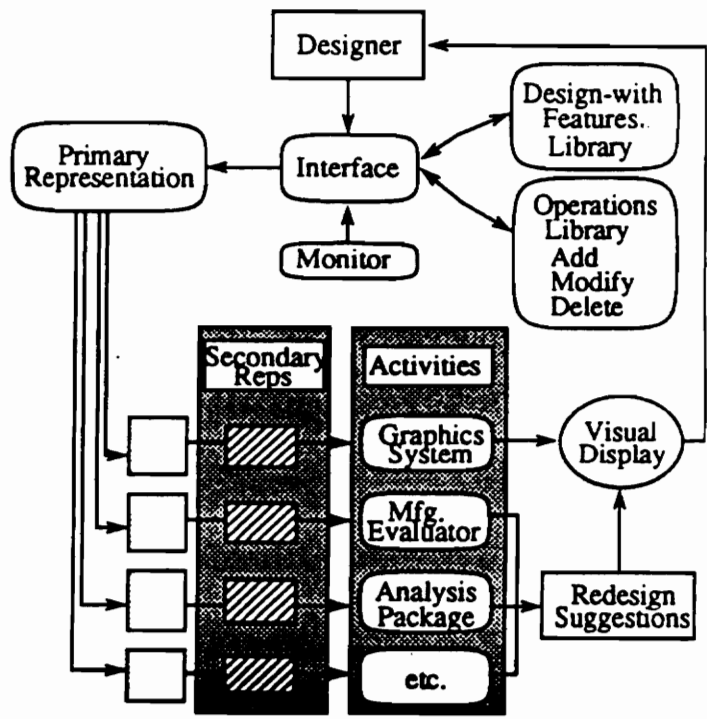 Designer
Design-with
Features.
Library
Primary
Representation
Interface
Operations
Library
Add
Modify
Delete
Monitor
Secondary
Reps
Activities
Graphics
System
Visual
Display
Mfg.
Evaluator
Analysis
Package
Redesign
Suggestions
etc.